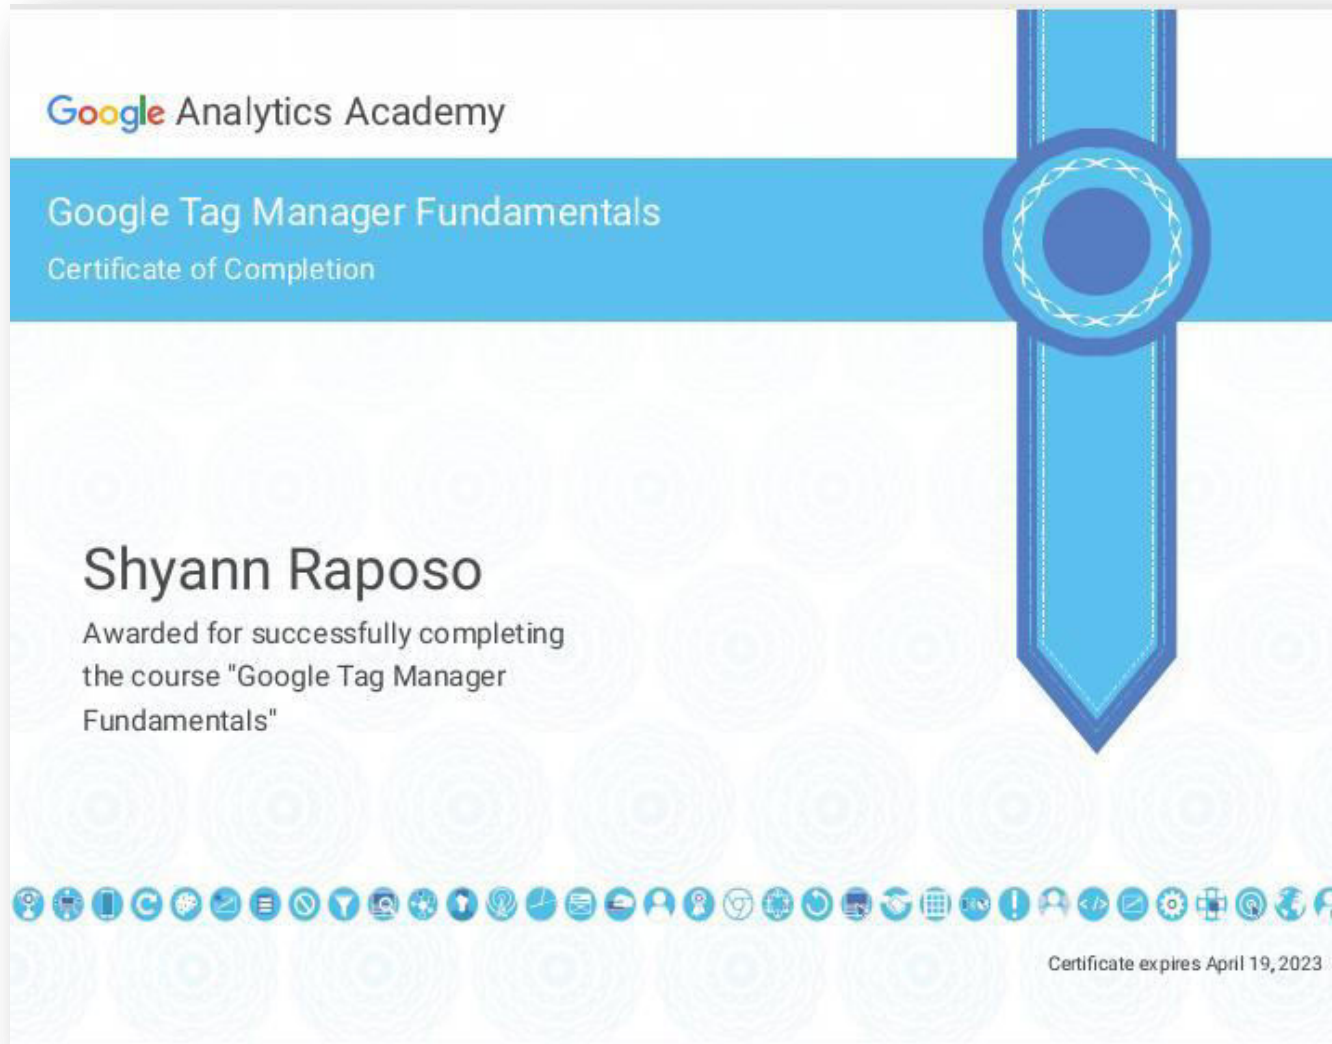 Google Analytics Academy
Google Tag Manager Fundamentals
Certificate of Completion
Shyann Raposo
Awarded for successfully completing
the course "Google Tag Manager
Fundamentals"
Certificate expires April 19, 2023